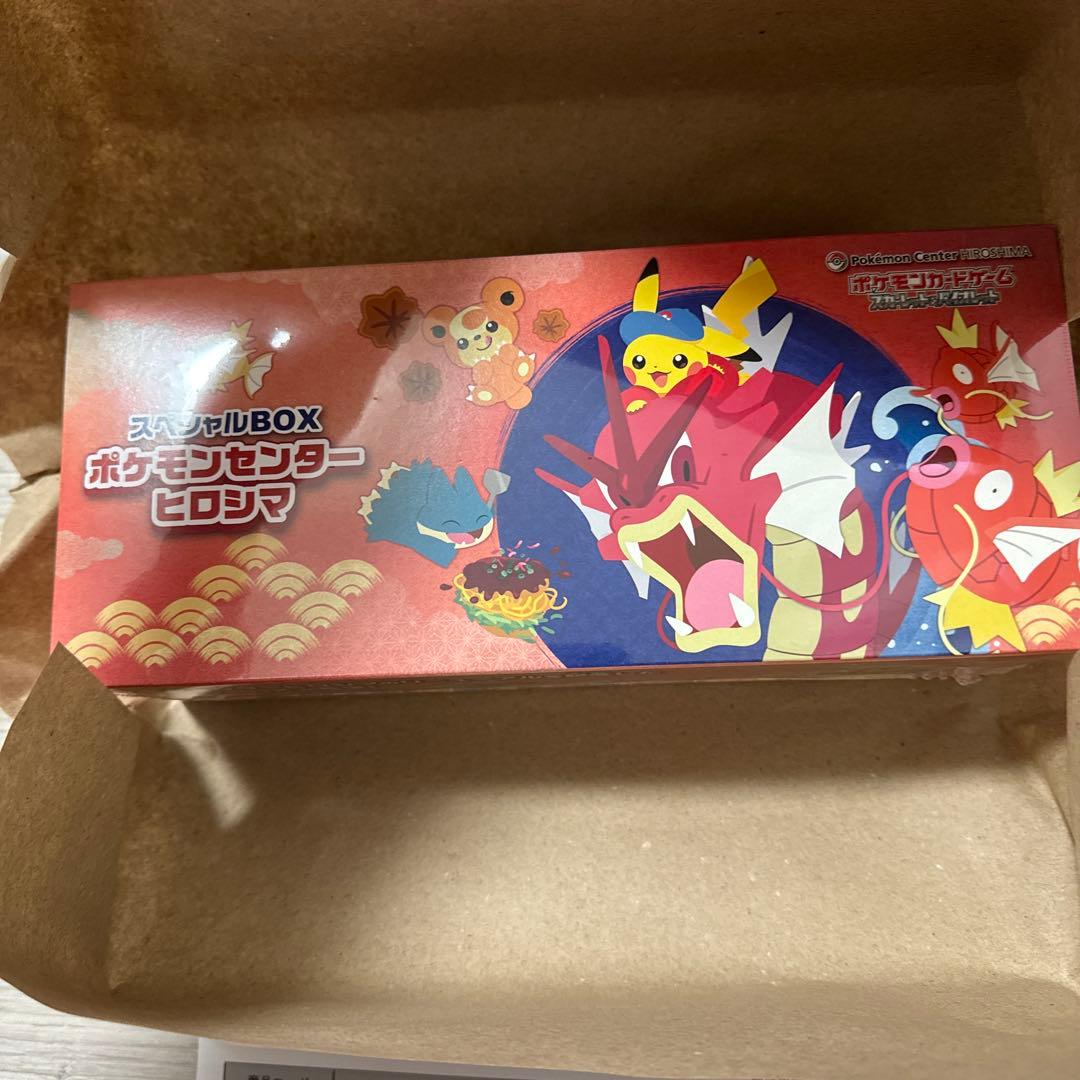 Pokémon Center HIROSHIMA
ポケモンカードゲーム
スカーレット&バイオレット
スペシャルBOX
ポケモンセンター
ヒロシマ